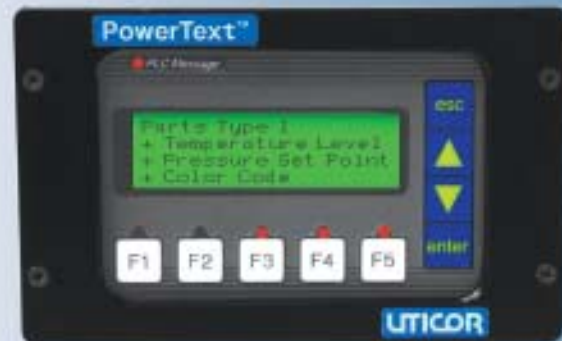 PowerText™
PLC Message
Parts Type 1
+ Temperature Level
+ Pressure Set Point
+ Color Code
esc
enter
F1 F2 F3 F4 F5
UTICOR